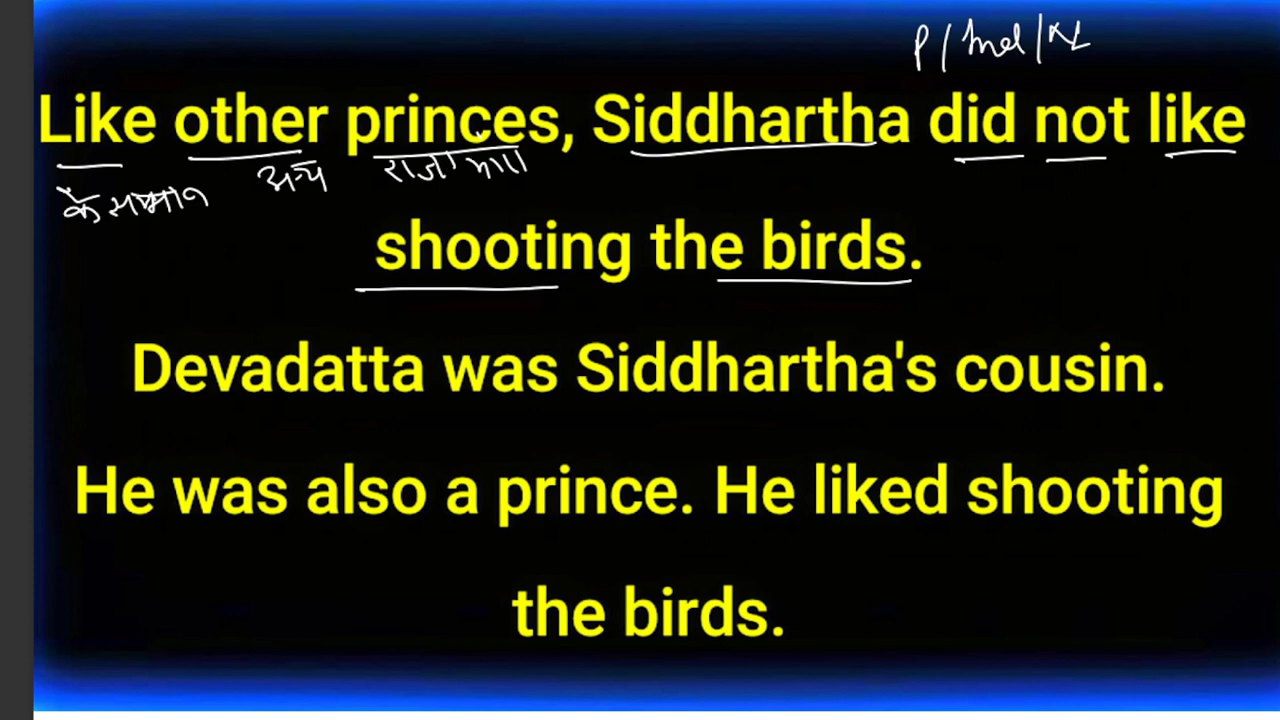 Like other princes, Siddhartha did not like
के समान अन्य
shooting the birds.
Devadatta was Siddhartha's cousin.
He was also a prince. He liked shooting
the birds.